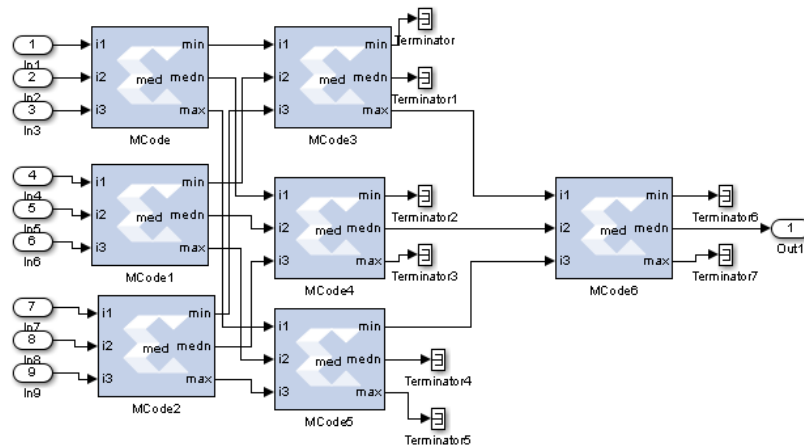 1
In1
2
In2
3
In3
i1
i2
i3
med
min
medn
max
MCode
i1
i2
i3
med
min
medn
max
MCode3
Terminator
Terminator1
4
In4
5
In5
6
In6
i1
i2
i3
med
min
medn
max
MCode1
i1
i2
i3
med
min
medn
max
MCode4
Terminator2
Terminator3
i1
i2
i3
med
min
medn
max
MCode6
Terminator6
Terminator7
1
Out1
7
In7
8
In8
9
In9
i1
i2
i3
med
min
medn
max
MCode2
i1
i2
i3
med
min
medn
max
MCode5
Terminator4
Terminator5